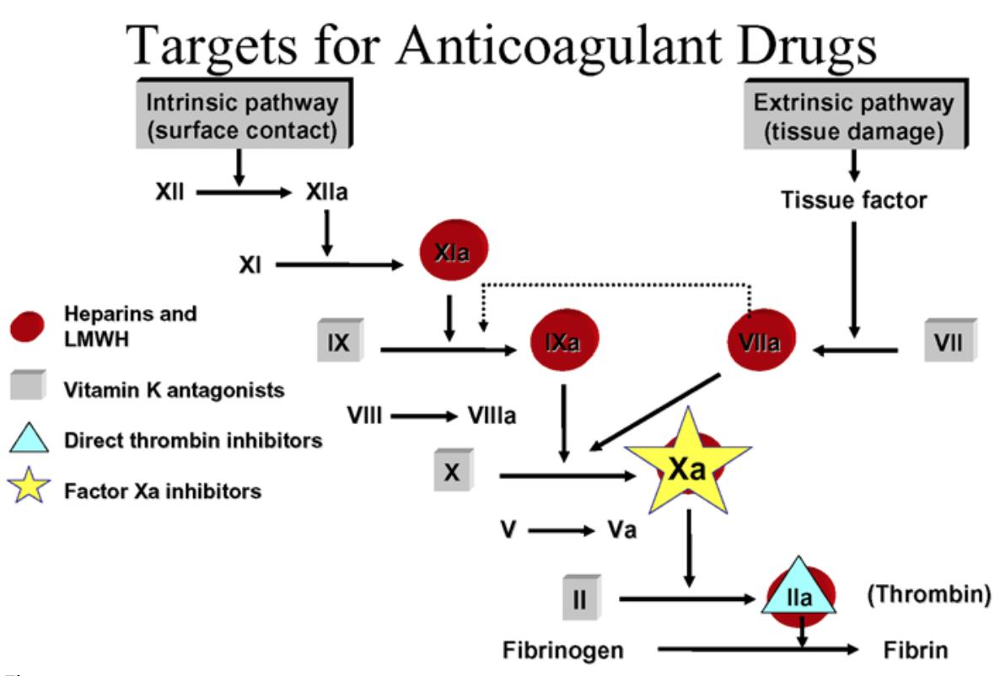 Targets for Anticoagulant Drugs
Intrinsic pathway
(surface contact)
Extrinsic pathway
(tissue damage)
XII
XIIa
Tissue factor
XI
XIa
Heparins and
LMWH
IX
IXa
VIIa
VII
Vitamin K antagonists
VIII
VIIIa
Direct thrombin inhibitors
X
Xa
Factor Xa inhibitors
V
Va
II
IIa
(Thrombin)
Fibrinogen
Fibrin